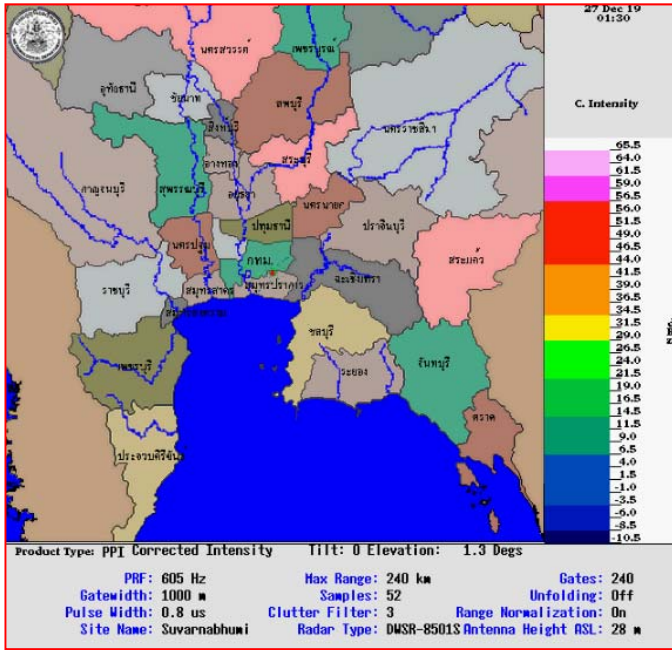 27 Dec 19
01:30
C. Intensity
นครสวรรค์
เพชรบูรณ์
อุทัยธานี
ชัยนาท
ลพบุรี
สิงห์บุรี
นครราชสีมา
อ่างทอง
สระบุรี
กาญจนบุรี
สุพรรณบุรี
อยุธยา
นครนายก
ปราจีนบุรี
ปทุมธานี
นครปฐม
สระแก้ว
กทม.
ราชบุรี
สมุทรสาคร
สมุทรปราการ
ฉะเชิงเทรา
ชลบุรี
เพชรบุรี
ระยอง
จันทบุรี
ตราด
ประจวบคีรีขันธ์
65.5
64.0
61.5
59.0
56.5
56.0
51.5
49.0
46.5
44.0
41.5
39.0
36.5
34.5
31.5
29.0
26.5
24.0
21.5
19.0
16.5
14.5
11.5
9.0
6.5
4.0
1.5
-1.0
-3.5
-6.0
-8.5
-10.5
Product Type: PPI Corrected Intensity Tilt: 0 Elevation: 1.3 Degs
PRF: 605 Hz Max Range: 240 km Gates: 240
Gatewidth: 1000 m Samples: 52 Unfolding: Off
Pulse Width: 0.8 us Clutter Filter: 3 Range Normalization: On
Site Name: Suvarnabhumi Radar Type: DWSR-8501S Antenna Height ASL: 28 m